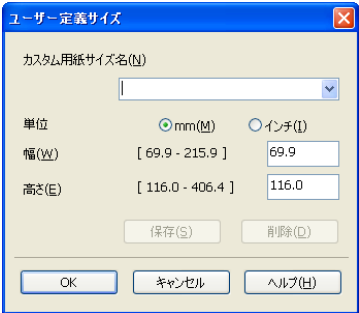 ユーザー定義サイズ
カスタム用紙サイズ名(N)
単位 mm(M) インチ(I)
幅(W) [ 69.9 - 215.9 ] 69.9
高さ(E) [ 116.0 - 406.4 ] 116.0
保存(S) 削除(D)
OK キャンセル ヘルプ(H)